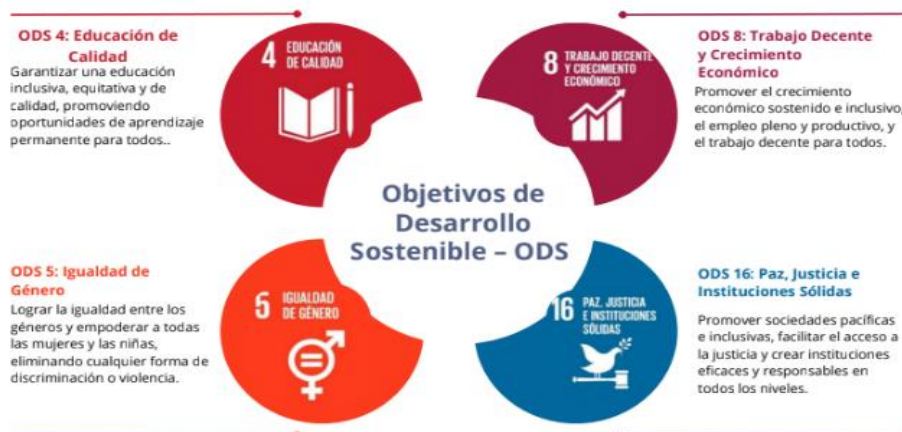 ODS 4: Educación de
Calidad
Garantizar una educación
inclusiva, equitativa y de
calidad, promoviendo
oportunidades de aprendizaje
permanente para todos..
4 EDUCACIÓN
DE CALIDAD
8 TRABAJO DECENTE
Y CRECIMIENTO
ECONÓMICO
ODS 8: Trabajo Decente
y Crecimiento
Económico
Promover el crecimiento
económico sostenido e inclusivo,
el empleo pleno y productivo, y
el trabajo decente para todos.
Objetivos de
Desarrollo
Sostenible – ODS
ODS 5: Igualdad de
Género
Lograr la igualdad entre los
géneros y empoderar a todas
las mujeres y las niñas,
eliminando cualquier forma de
discriminación o violencia.
5 IGUALDAD
DE GÉNERO
16 PAZ, JUSTICIA
E INSTITUCIONES
SÓLIDAS
ODS 16: Paz, Justicia e
Instituciones Sólidas
Promover sociedades pacíficas
e inclusivas, facilitar el acceso a
la justicia y crear instituciones
eficaces y responsables en
todos los niveles.